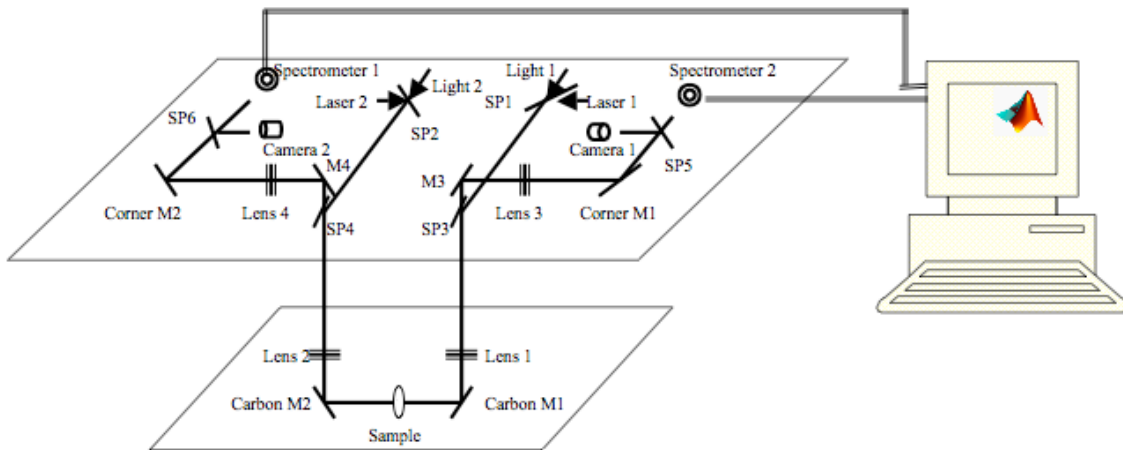 Spectrometer 1
Light 2
Light 1
Spectrometer 2
Laser 2
SP1
Laser 1
SP6
SP2
Camera 2
Camera 1
SP5
M4
M3
Corner M2
Lens 4
SP4
SP3
Lens 3
Corner M1
Lens 2
Lens 1
Carbon M2
Carbon M1
Sample